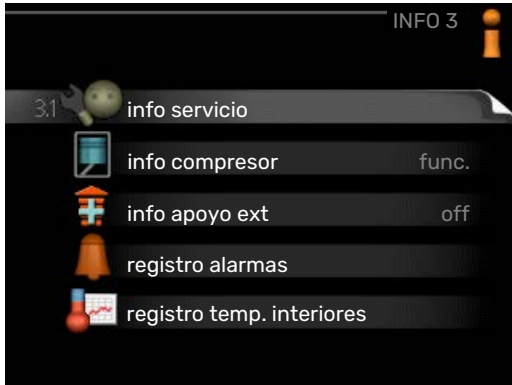 INFO 3
3.1 info servicio
info compresor func.
info apoyo ext off
registro alarmas
registro temp. interiores